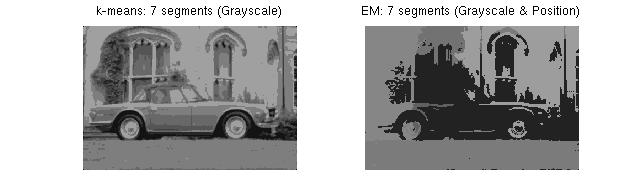 k-means: 7 segments (Grayscale)
EM: 7 segments (Grayscale & Position)